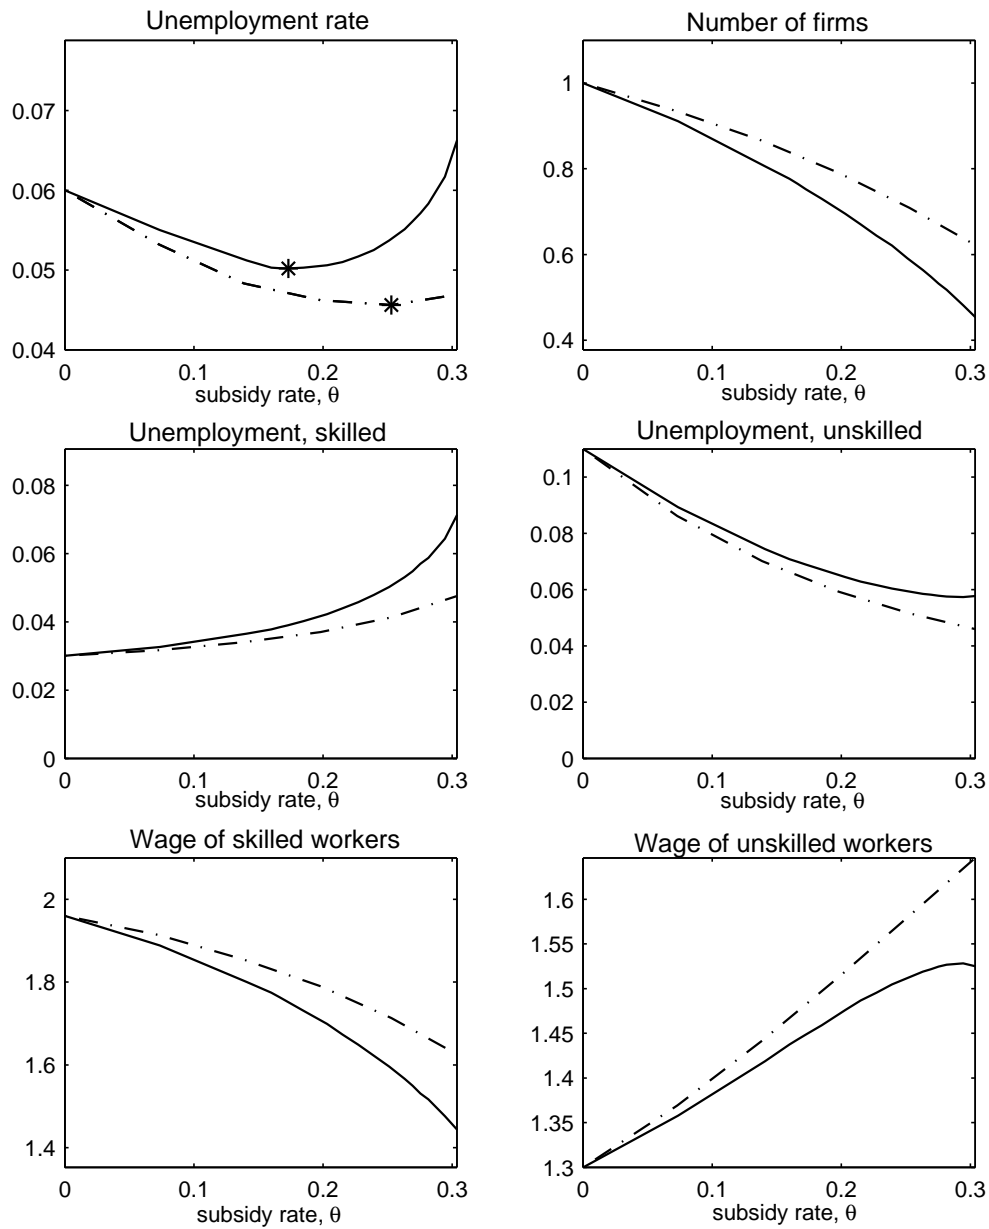 Unemployment rate
0.07
0.06
0.05
0.04
0 0.1 0.2 0.3
subsidy rate, θ
Number of firms
1
0.8
0.6
0.4
0 0.1 0.2 0.3
subsidy rate, θ
Unemployment, skilled
0.08
0.06
0.04
0.02
0
0 0.1 0.2 0.3
subsidy rate, θ
Unemployment, unskilled
0.1
0.08
0.06
0.04
0.02
0
0 0.1 0.2 0.3
subsidy rate, θ
Wage of skilled workers
2
1.8
1.6
1.4
0 0.1 0.2 0.3
subsidy rate, θ
Wage of unskilled workers
1.6
1.55
1.5
1.45
1.4
1.35
1.3
0 0.1 0.2 0.3
subsidy rate, θ